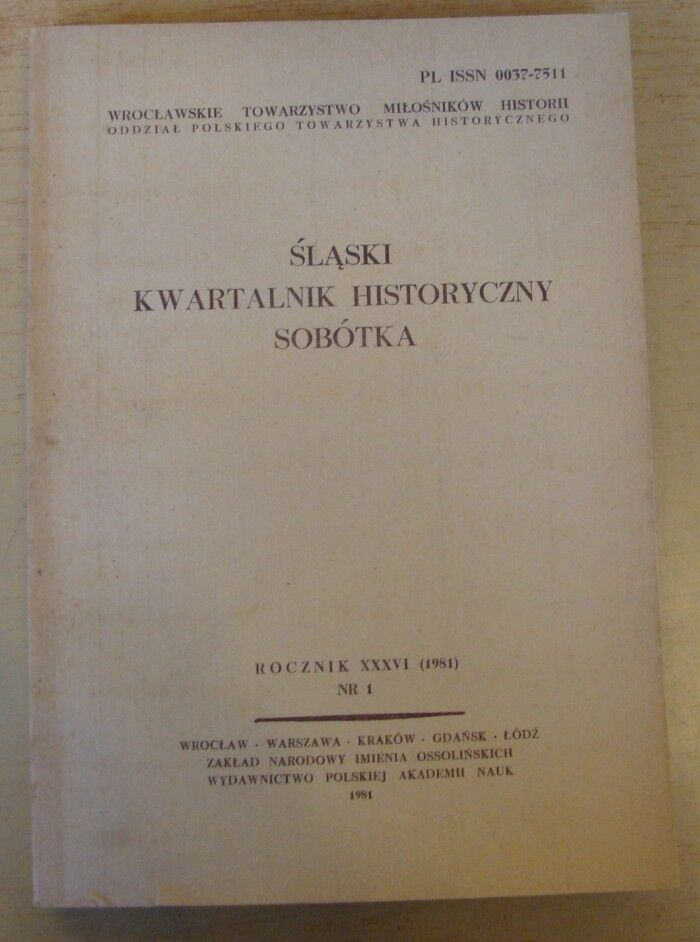 PL ISSN 0037-7511
WROCŁAWSKIE TOWARZYSTWO MIŁOŚNIKÓW HISTORII
ODDZIAŁ POLSKIEGO TOWARZYSTWA HISTORYCZNEGO
ŚLĄSKI
KWARTALNIK HISTORYCZNY
SOBÓTKA
ROCZNIK XXXVI (1981)
NR 1
WROCŁAW · WARSZAWA · KRAKÓW · GDAŃSK · ŁÓDŹ
ZAKŁAD NARODOWY IMIENIA OSSOLIŃSKICH
WYDAWNICTWO POLSKIEJ AKADEMII NAUK
1981